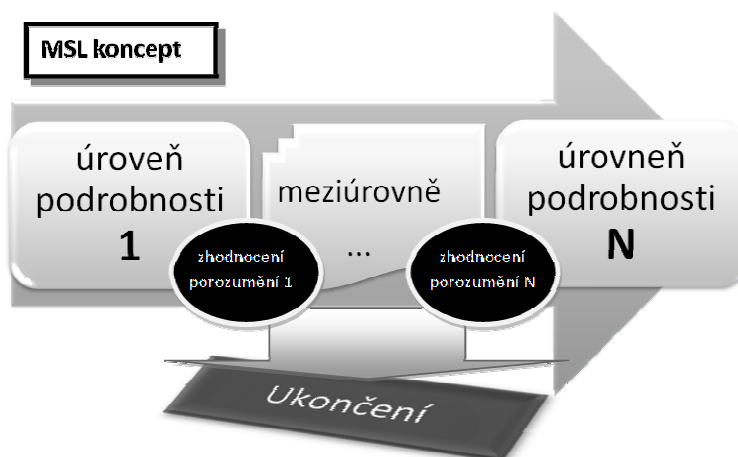 MSL koncept
úroveň
podrobnosti
1
zhodnocení
porozumění 1
meziúrovně
...
zhodnocení
porozumění N
úrovneň
podrobnosti
N
Ukončení